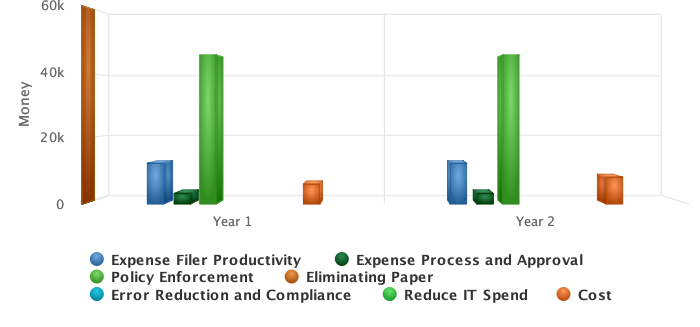 60k
40k
20k
0
Money
Year 1
Year 2
Expense Filer Productivity
Expense Process and Approval
Policy Enforcement
Eliminating Paper
Error Reduction and Compliance
Reduce IT Spend
Cost